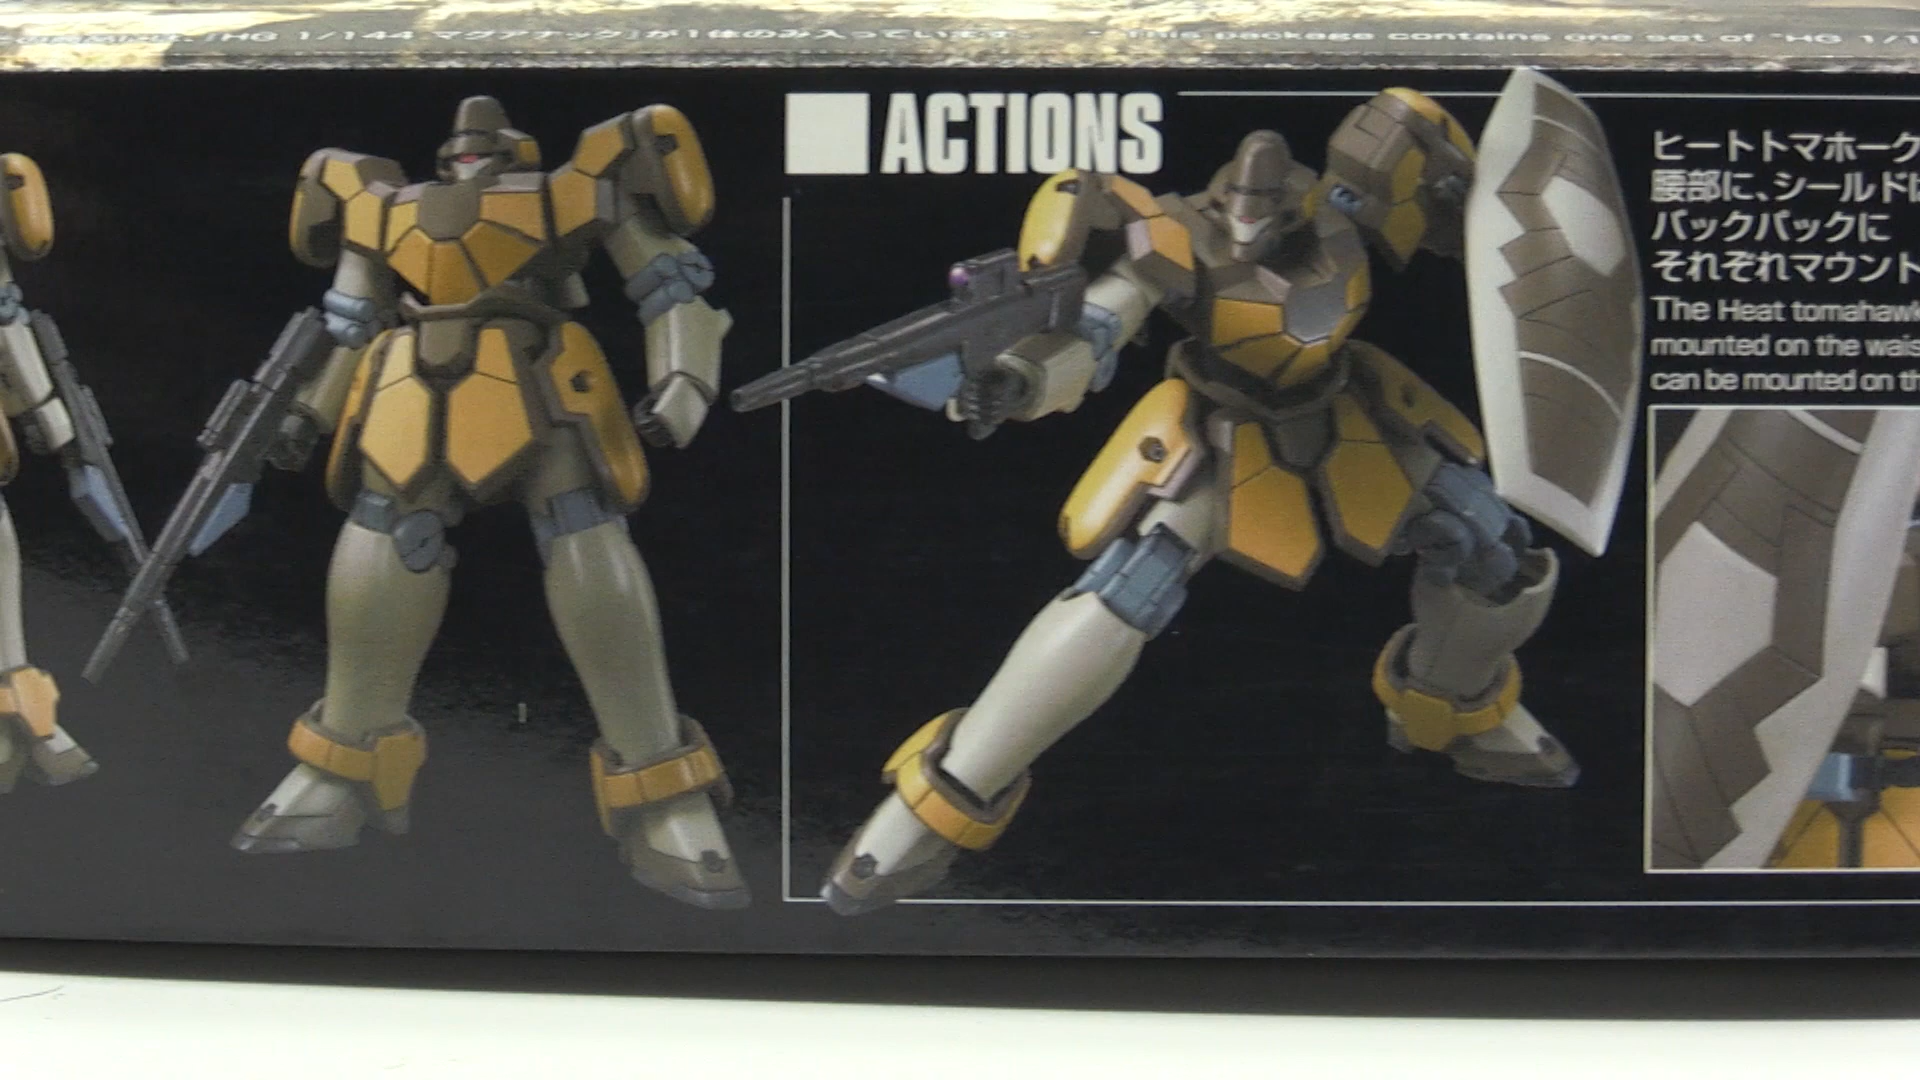 『HG 1/144 マグアナック』が1体のみ入っています。 * This package contains one set of "HG 1/1
ACTIONS
ヒートトマホーク
腰部に、シールドは
バックパックに
それぞれマウント
The Heat tomahawk
mounted on the wais
can be mounted on th